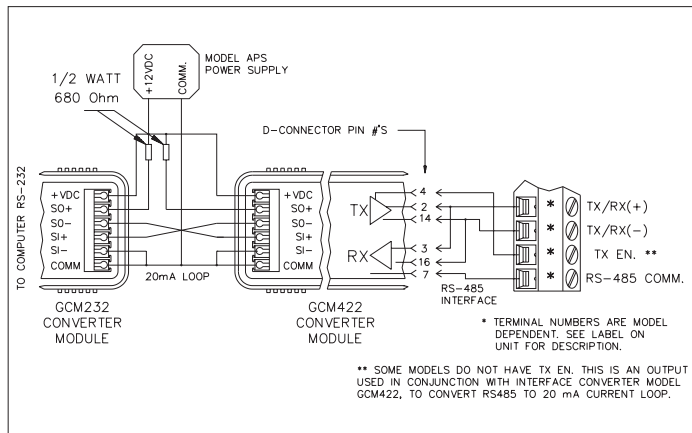 MODEL APS
POWER SUPPLY
+12VDC
COMM.
1/2 WATT
680 Ohm
D-CONNECTOR PIN #'S
TO COMPUTER RS-232
+VDC
SO+
SO-
SI+
SI-
COMM
20mA LOOP
+VDC
SO+
SO-
SI+
SI-
COMM
TX
RX
4
2
14
3
16
7
RS-485
INTERFACE
* TX/RX(+)
* TX/RX(-)
* TX EN. **
* RS-485 COMM.
GCM232
CONVERTER
MODULE
GCM422
CONVERTER
MODULE
* TERMINAL NUMBERS ARE MODEL
DEPENDENT. SEE LABEL ON
UNIT FOR DESCRIPTION.
** SOME MODELS DO NOT HAVE TX EN. THIS IS AN OUTPUT
USED IN CONJUNCTION WITH INTERFACE CONVERTER MODEL
GCM422, TO CONVERT RS485 TO 20 mA CURRENT LOOP.